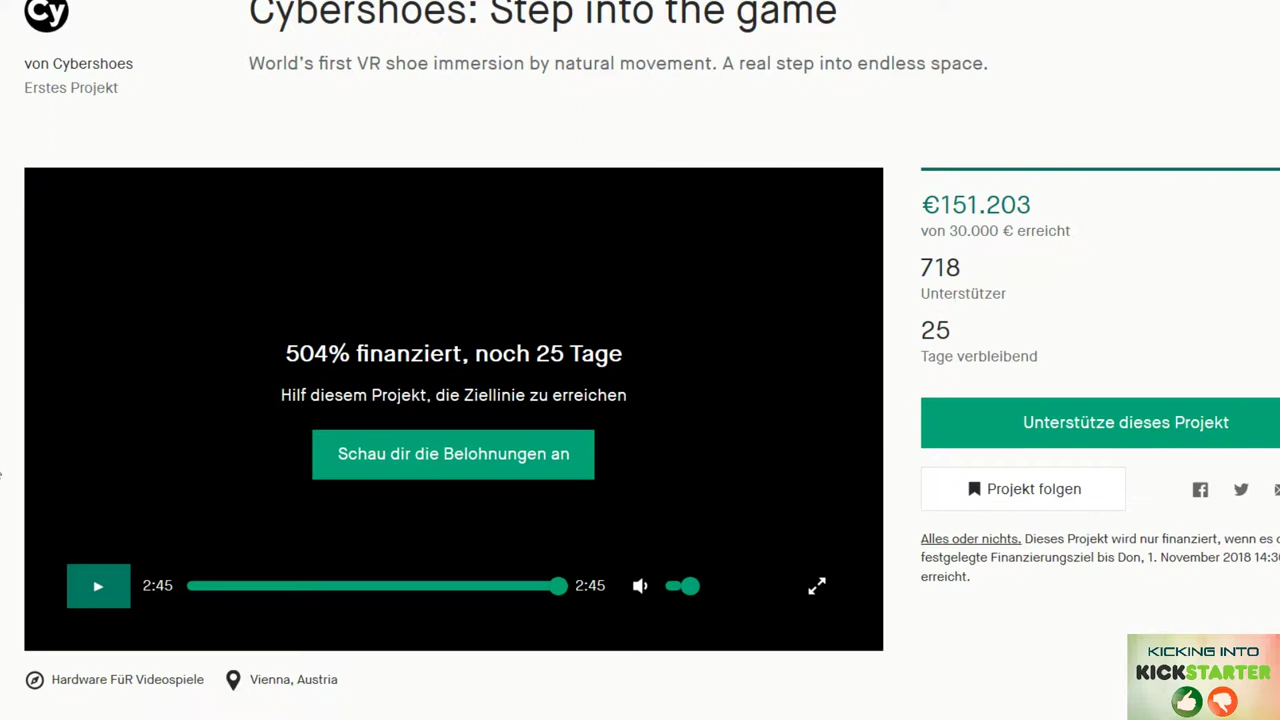 Cy
Cybershoes: Step into the game
von Cybershoes
Erstes Projekt
World's first VR shoe immersion by natural movement. A real step into endless space.
504% finanziert, noch 25 Tage
Hilf diesem Projekt, die Ziellinie zu erreichen
Schau dir die Belohnungen an
2:45
2:45
€151.203
von 30.000 € erreicht
718
Unterstützer
25
Tage verbleibend
Unterstütze dieses Projekt
Projekt folgen
Alles oder nichts. Dieses Projekt wird nur finanziert, wenn es
festgelegte Finanzierungsziel bis Don, 1. November 2018 14:3
erreicht.
Hardware FüR Videospiele
Vienna, Austria
KICKING INTO
KICKSTARTER